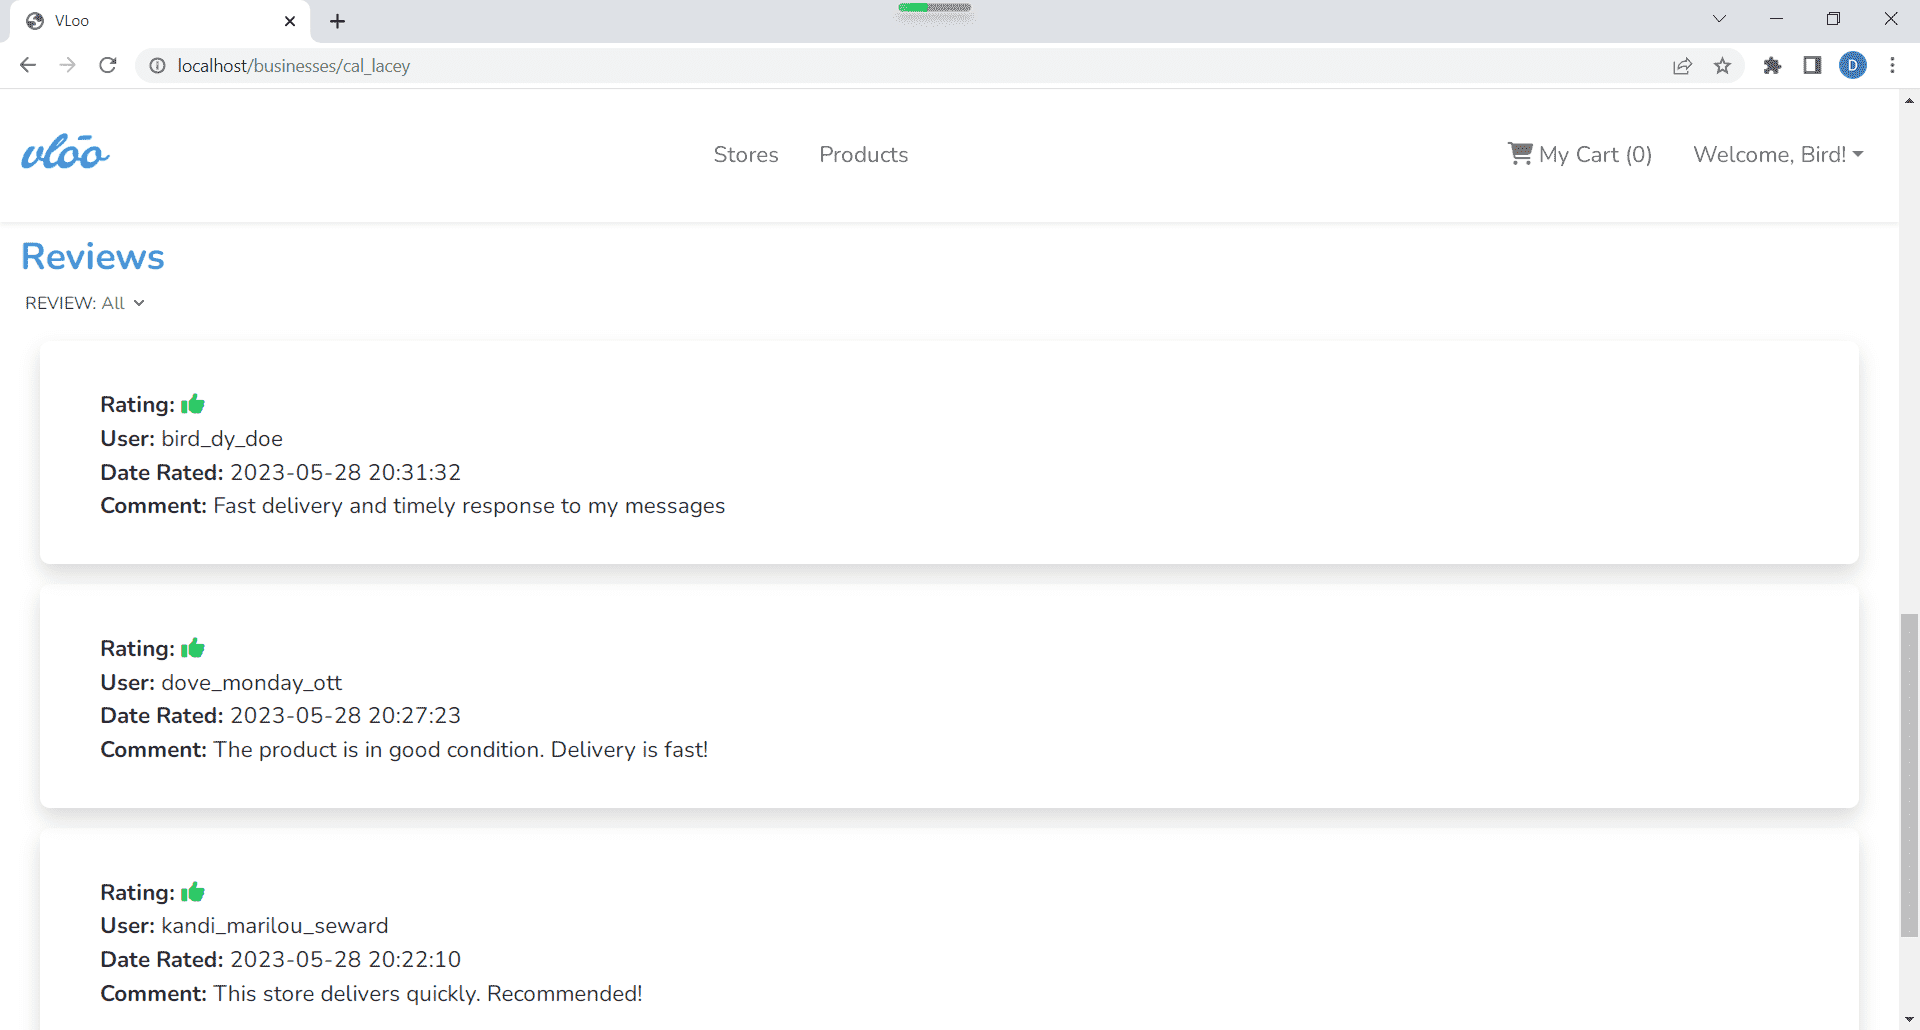 VLoo
localhost/businesses/cal_lacey
D
vlōo
Stores
Products
My Cart (0)
Welcome, Bird!
Reviews
REVIEW: All
Rating:
User: bird_dy_doe
Date Rated: 2023-05-28 20:31:32
Comment: Fast delivery and timely response to my messages
Rating:
User: dove_monday_ott
Date Rated: 2023-05-28 20:27:23
Comment: The product is in good condition. Delivery is fast!
Rating:
User: kandi_marilou_seward
Date Rated: 2023-05-28 20:22:10
Comment: This store delivers quickly. Recommended!